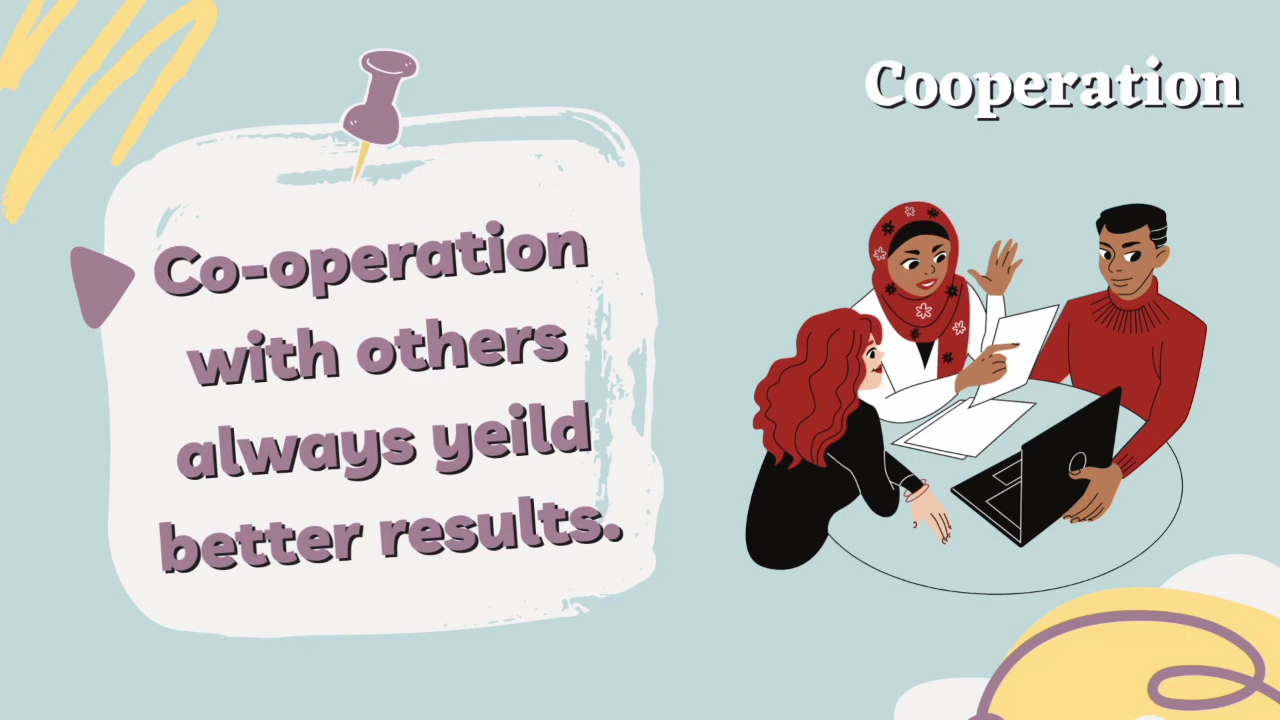 Cooperation
Co-operation
with others
always yeild
better results.